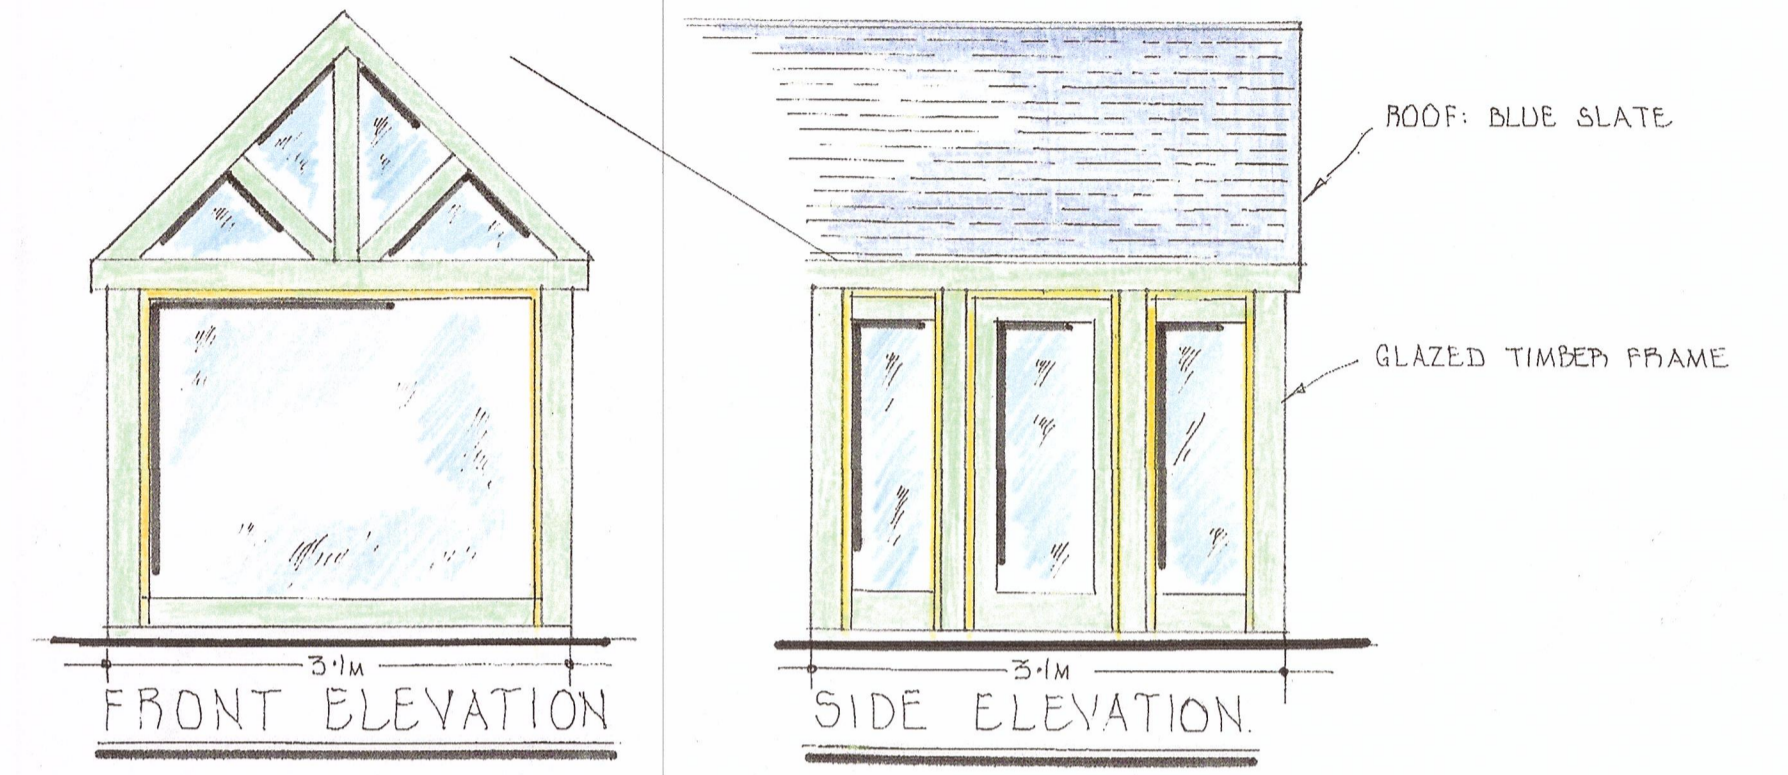 ROOF: BLUE SLATE
GLAZED TIMBER FRAME
3·1M
3·1M
FRONT ELEVATION
SIDE ELEVATION.